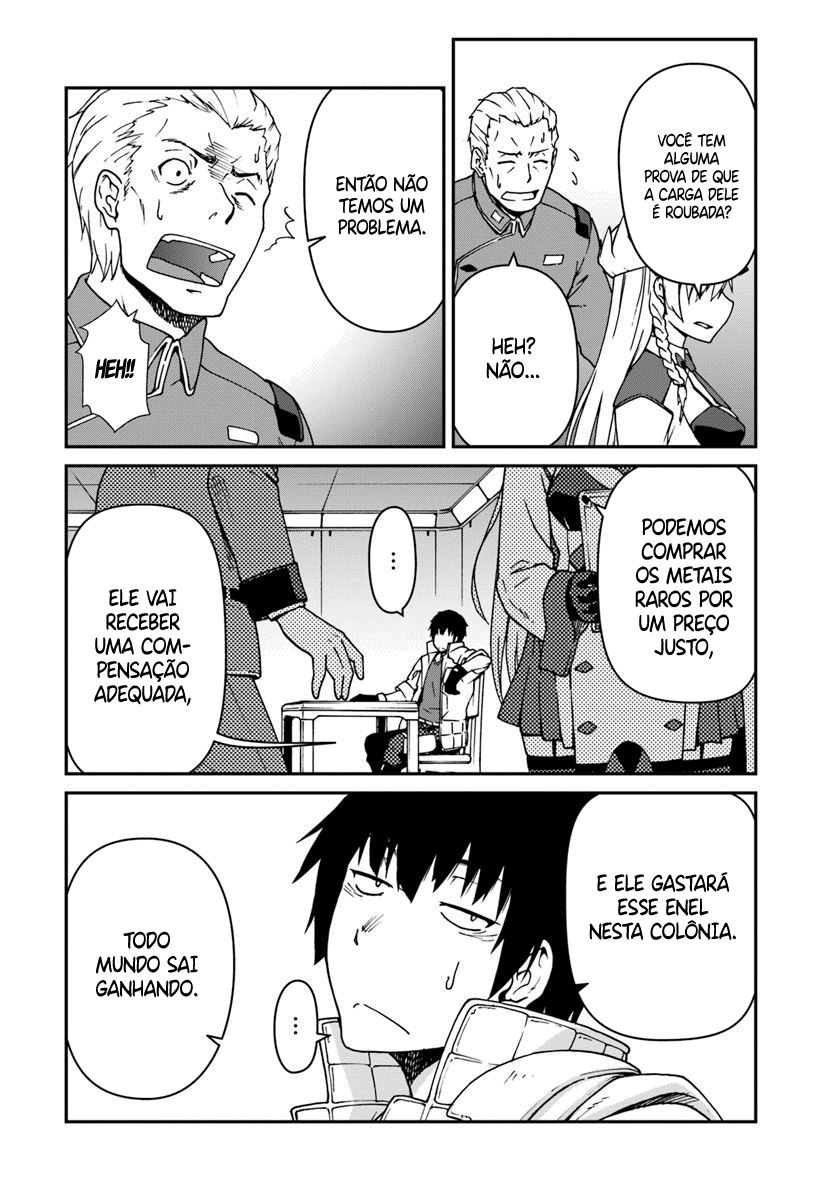 VOCÊ TEM
ALGUMA
PROVA DE QUE
A CARGA DELE
É ROUBADA?
HEH?
NÃO...
ENTÃO NÃO
TEMOS UM
PROBLEMA.
HEH!!
PODEMOS
COMPRAR
OS METAIS
RAROS POR
UM PREÇO
JUSTO,
...
ELE VAI
RECEBER
UMA COM-
PENSAÇÃO
ADEQUADA,
E ELE GASTARÁ
ESSE ENEL
NESTA COLÔNIA.
...
TODO
MUNDO SAI
GANHANDO.